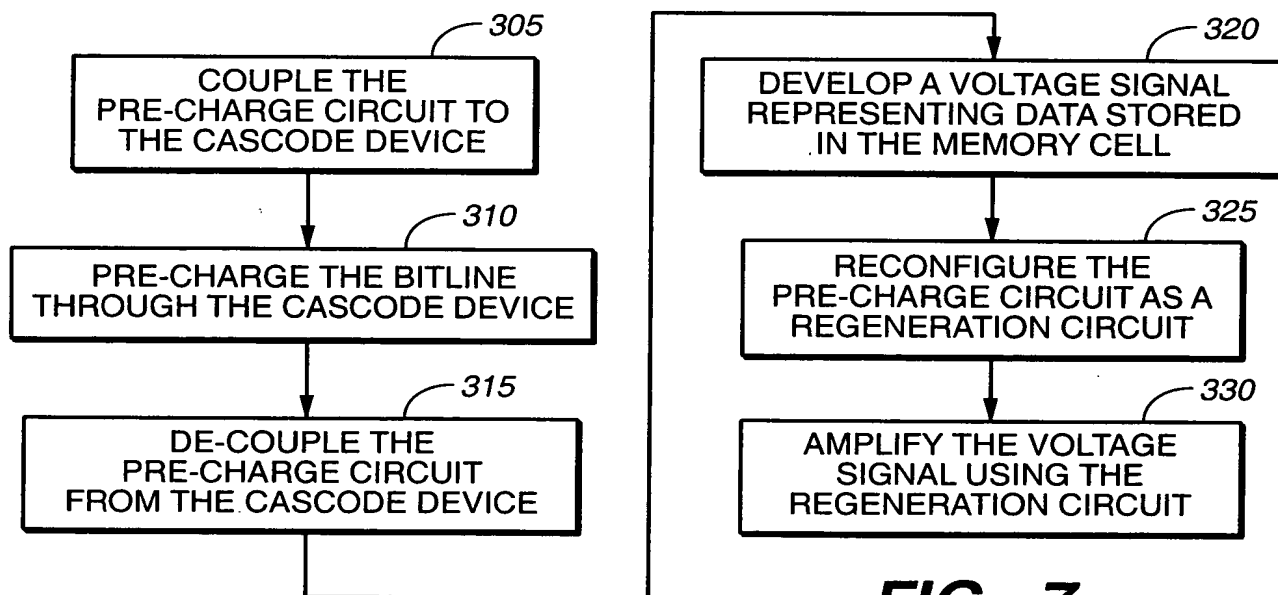 305
COUPLE THE
PRE-CHARGE CIRCUIT TO
THE CASCODE DEVICE
310
PRE-CHARGE THE BITLINE
THROUGH THE CASCODE DEVICE
315
DE-COUPLE THE
PRE-CHARGE CIRCUIT
FROM THE CASCODE DEVICE
320
DEVELOP A VOLTAGE SIGNAL
REPRESENTING DATA STORED
IN THE MEMORY CELL
325
RECONFIGURE THE
PRE-CHARGE CIRCUIT AS A
REGENERATION CIRCUIT
330
AMPLIFY THE VOLTAGE
SIGNAL USING THE
REGENERATION CIRCUIT